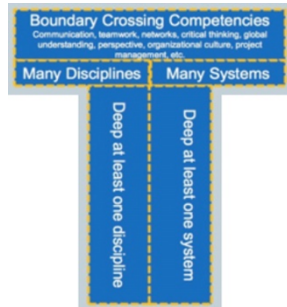 Boundary Crossing Competencies
Communication, teamwork, networks, critical thinking, global
understanding, perspective, organizational culture, project
management, etc.
Many Disciplines
Many Systems
Deep at least one discipline
Deep at least one system